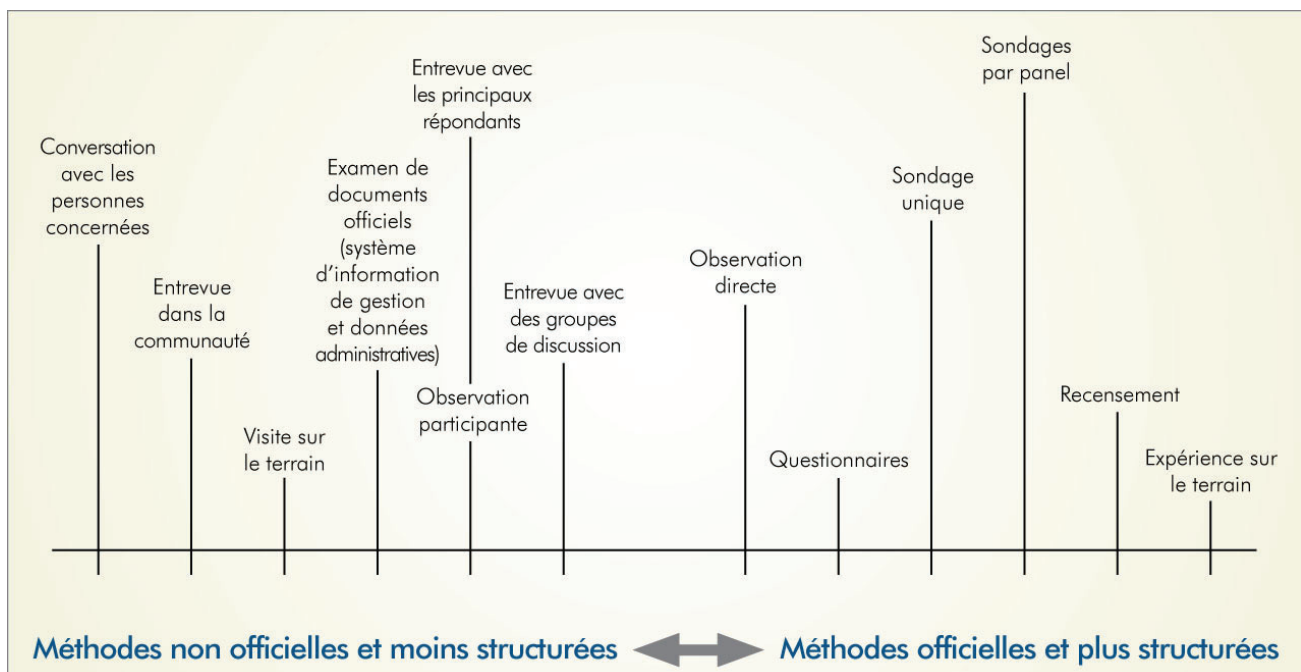 Conversation
avec les
personnes
concernées
Entrevue
dans la
communauté
Visite sur
le terrain
Examen de
documents
officiels
(système
d'information
de gestion
et données
administratives)
Entrevue avec
les principaux
répondants
Observation
participante
Entrevue avec
des groupes
de discussion
Observation
directe
Questionnaires
Sondage
unique
Sondages
par panel
Recensement
Expérience sur
le terrain
Méthodes non officielles et moins structurées
Méthodes officielles et plus structurées